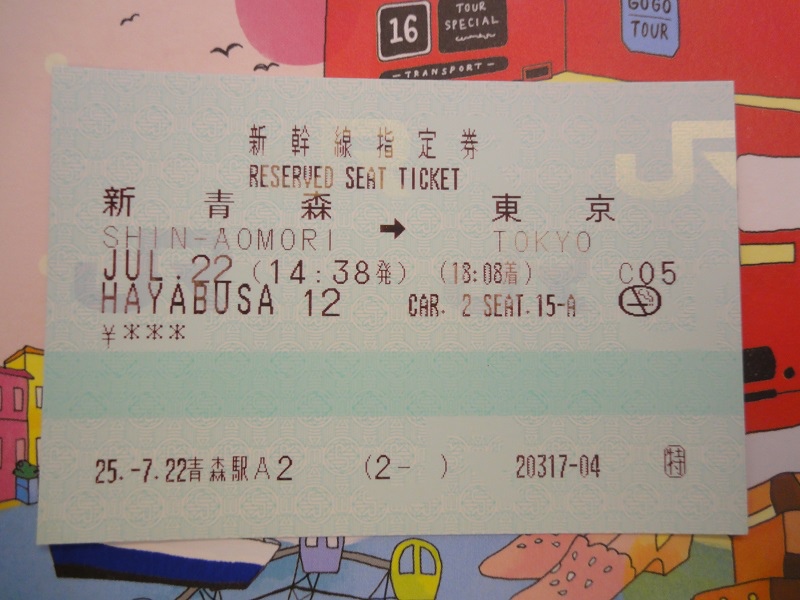 16
TOUR
SPECIAL
TRANSPORT
GOGO
TOUR
新幹線指定券
RESERVED SEAT TICKET
新青森 → 東京
SHIN-AOMORI TOKYO
JUL.22 (14:38発) (18:08着) C05
HAYABUSA 12 CAR. 2 SEAT.15-A
¥***
25.-7.22青森駅A2 (2- ) 20317-04 特
JR